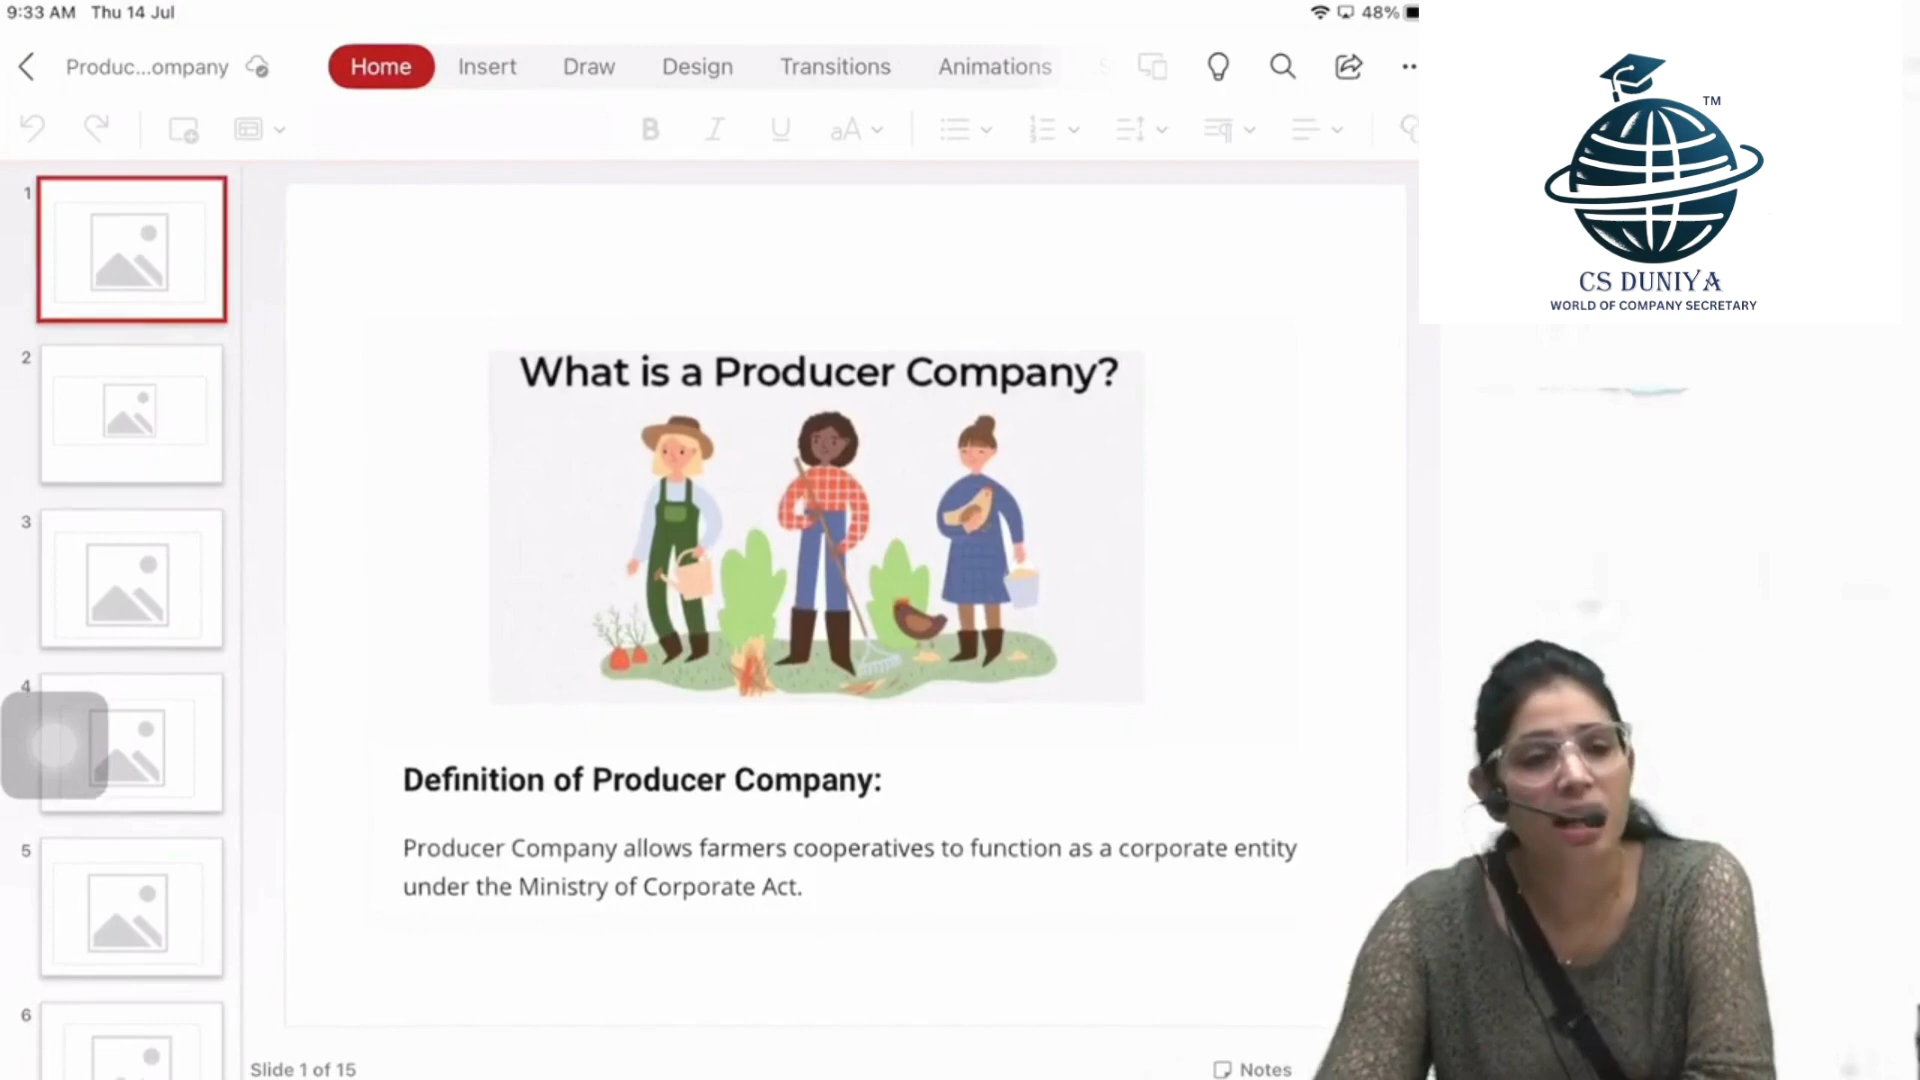 9:33 AM Thu 14 Jul
48%
Produc...ompany
Home
Insert
Draw
Design
Transitions
Animations
B I U aA
TM
CS DUNIYA
WORLD OF COMPANY SECRETARY
1
2
3
4
5
6
What is a Producer Company?
Definition of Producer Company:
Producer Company allows farmers cooperatives to function as a corporate entity
under the Ministry of Corporate Act.
Slide 1 of 15
Notes